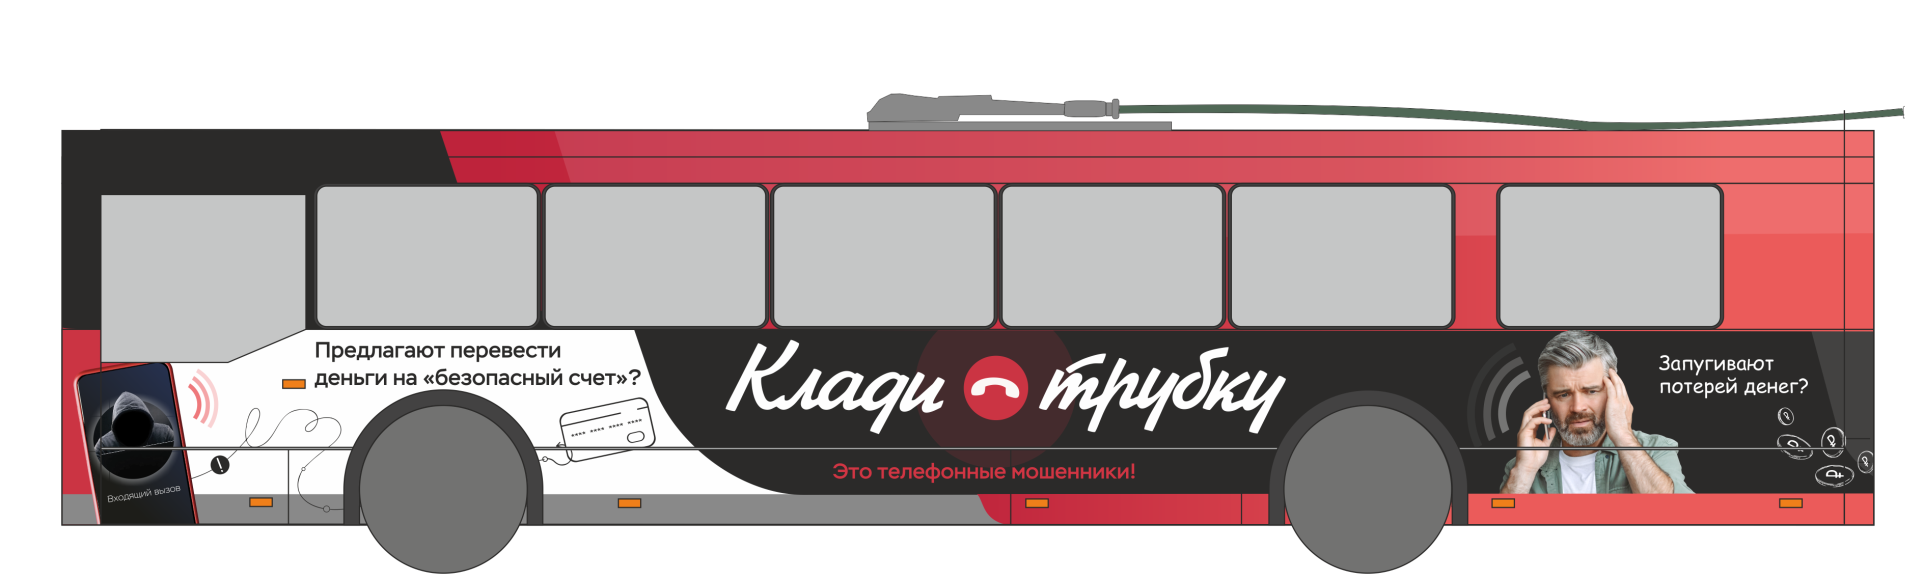 Предлагают перевести
деньги на «безопасный счет»?
Входящий вызов
!
**** **** **** ****
Клади трубку
Это телефонные мошенники!
Запугивают
потерей денег?
₽
₽
₽
₽
₽